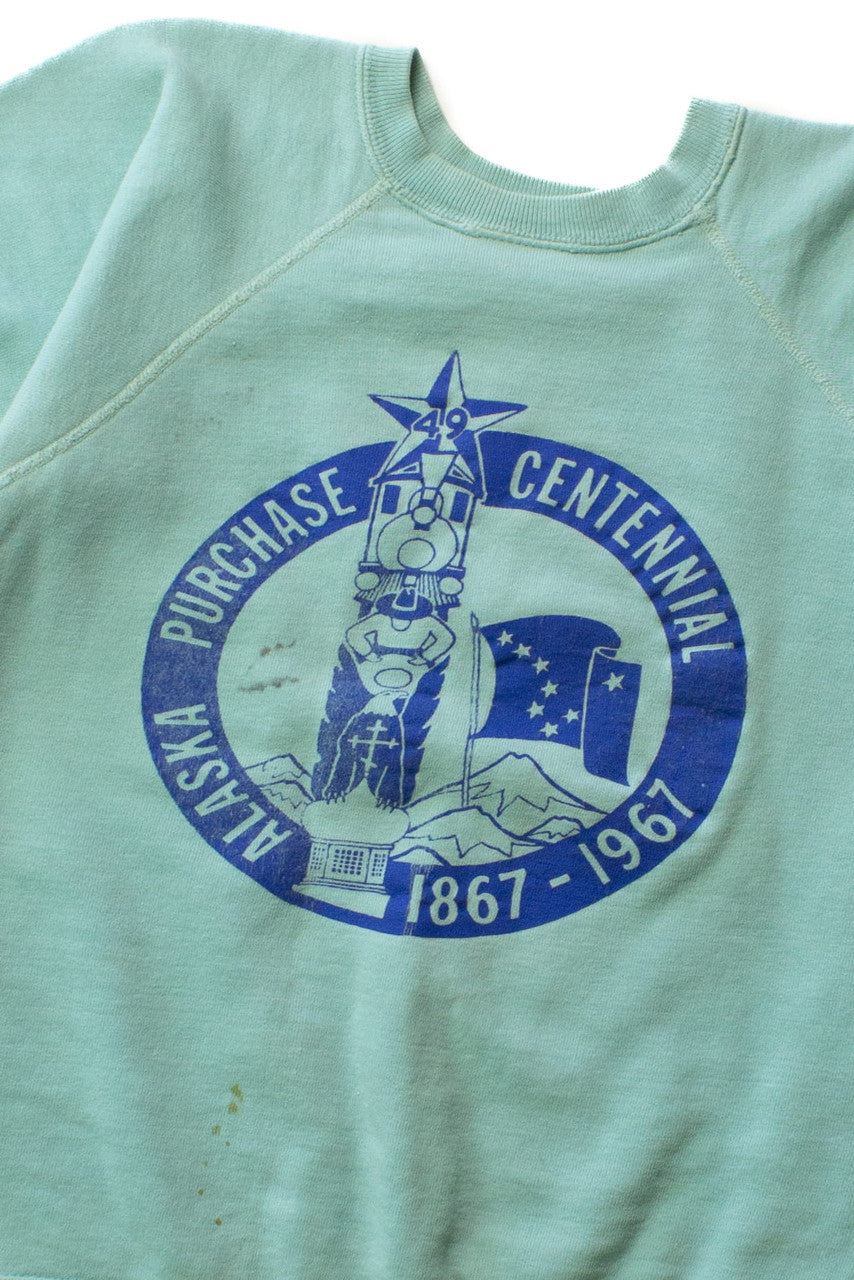 49
ALASKA PURCHASE CENTENNIAL
1867 - 1967